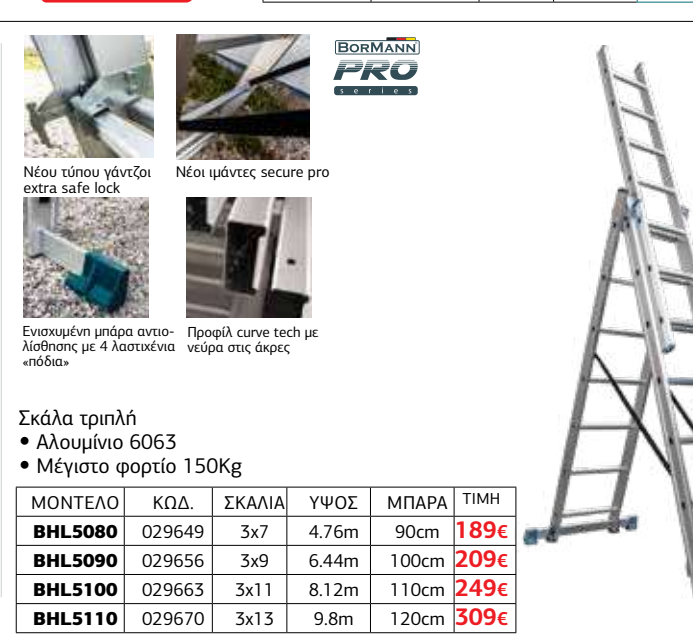 BORMANN
PRO
series
Νέου τύπου γάντζοι
extra safe lock
Νέοι ιμάντες secure pro
Ενισχυμένη μπάρα αντιο-
λίσθησης με 4 λαστιχένια
«πόδια»
Προφίλ curve tech με
νεύρα στις άκρες
Σκάλα τριπλή
• Αλουμίνιο 6063
• Μέγιστο φορτίο 150Kg
ΜΟΝΤΕΛΟ ΚΩΔ. ΣΚΑΛΙΑ ΥΨΟΣ ΜΠΑΡΑ ΤΙΜΗ
BHL5080 029649 3x7 4.76m 90cm 189€
BHL5090 029656 3x9 6.44m 100cm 209€
BHL5100 029663 3x11 8.12m 110cm 249€
BHL5110 029670 3x13 9.8m 120cm 309€